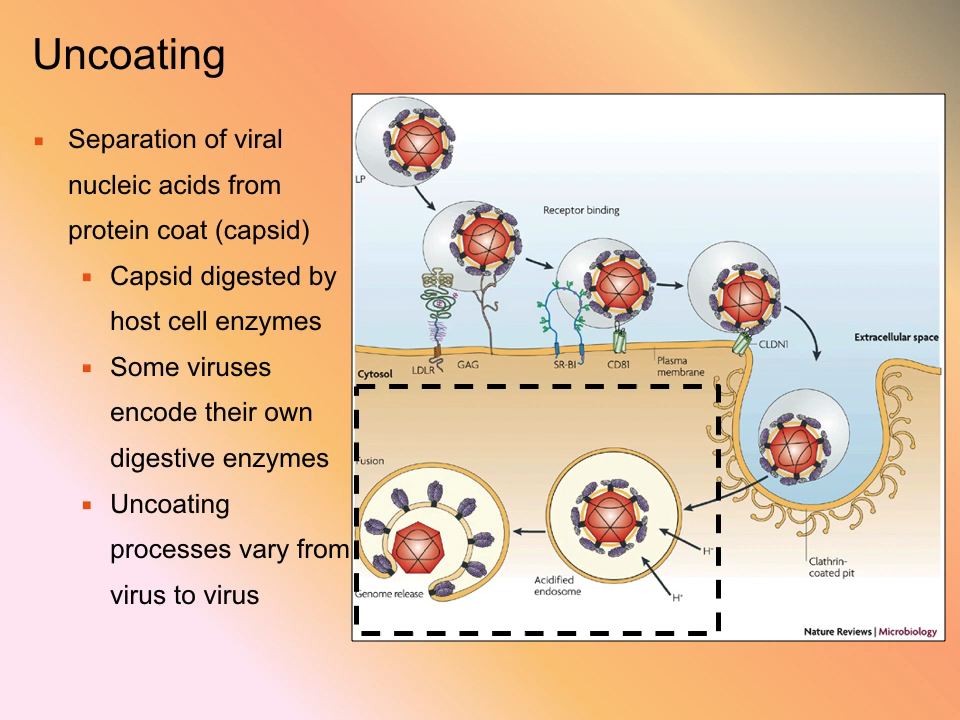 Uncoating
Separation of viral
nucleic acids from
protein coat (capsid)
Capsid digested by
host cell enzymes
Some viruses
encode their own
digestive enzymes
Uncoating
processes vary from
virus to virus
LP
Receptor binding
CLDN1
Extracellular space
LDLR
GAG
SR-BI
CD81
Plasma
membrane
Cytosol
Fusion
Genome release
Acidified
endosome
H+
H+
Clathrin-
coated pit
Nature Reviews | Microbiology